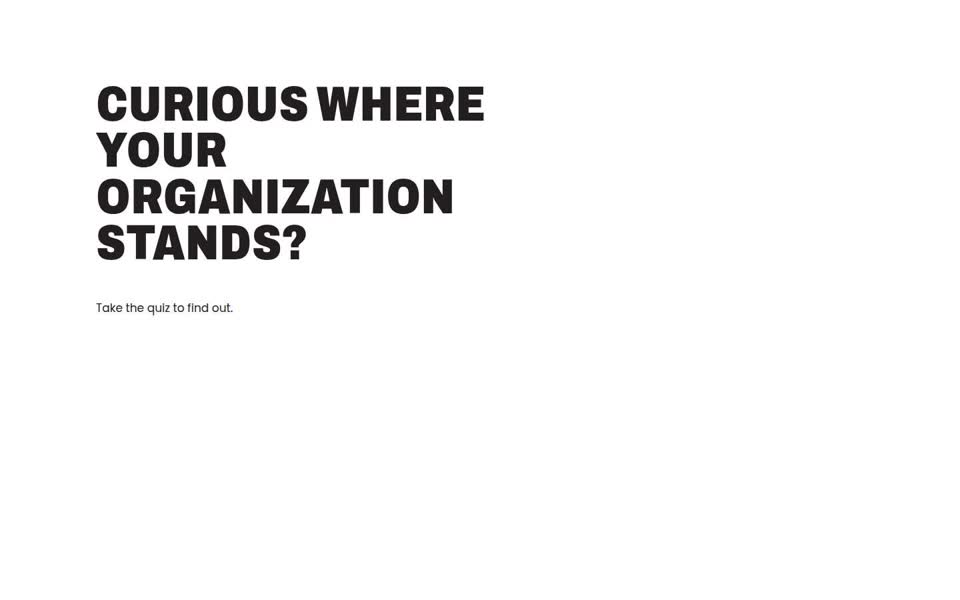 CURIOUS WHERE
YOUR
ORGANIZATION
STANDS?
Take the quiz to find out.